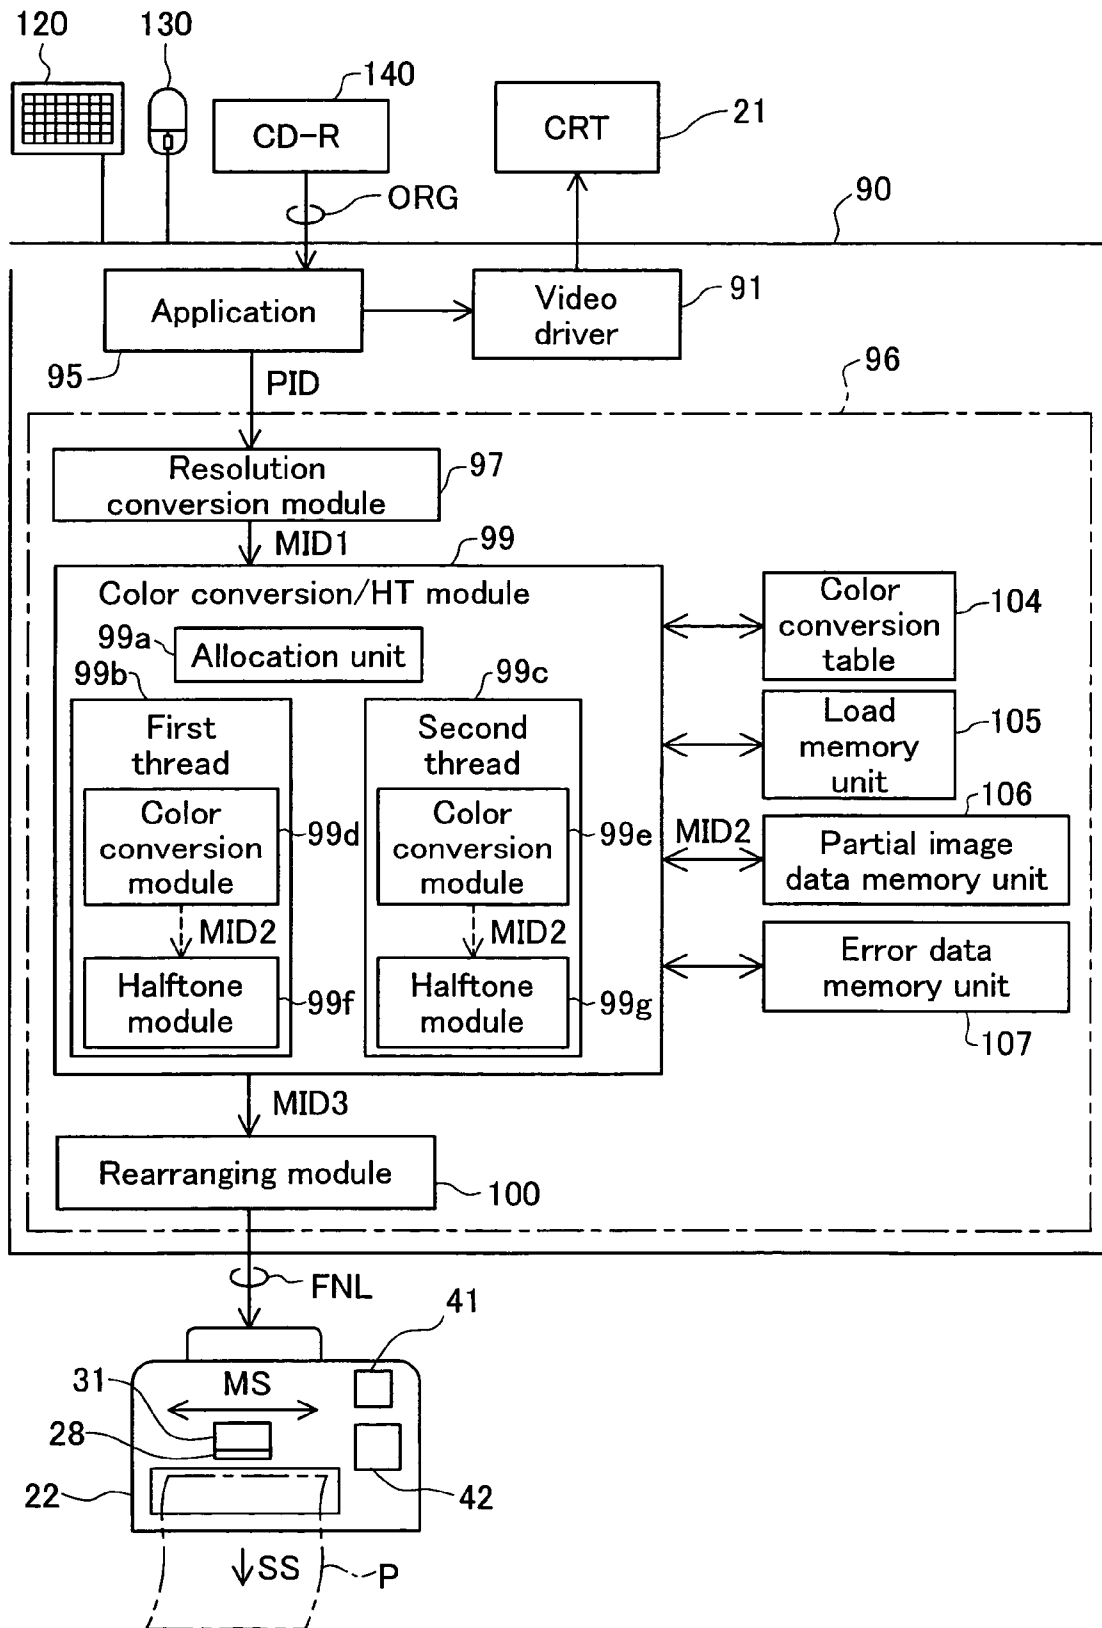 120
130
140
CD-R
CRT
21
ORG
90
Application
Video
driver
91
95
PID
96
Resolution
conversion module
97
MID1
99
Color conversion/HT module
99a
Allocation unit
99b
99c
First
thread
Second
thread
Color
conversion
module
99d
Color
conversion
module
99e
MID2
MID2
Halftone
module
99f
Halftone
module
99g
Color
conversion
table
104
Load
memory
unit
105
106
MID2
Partial image
data memory unit
Error data
memory unit
107
MID3
Rearranging module
100
FNL
41
31
MS
28
22
42
SS
P